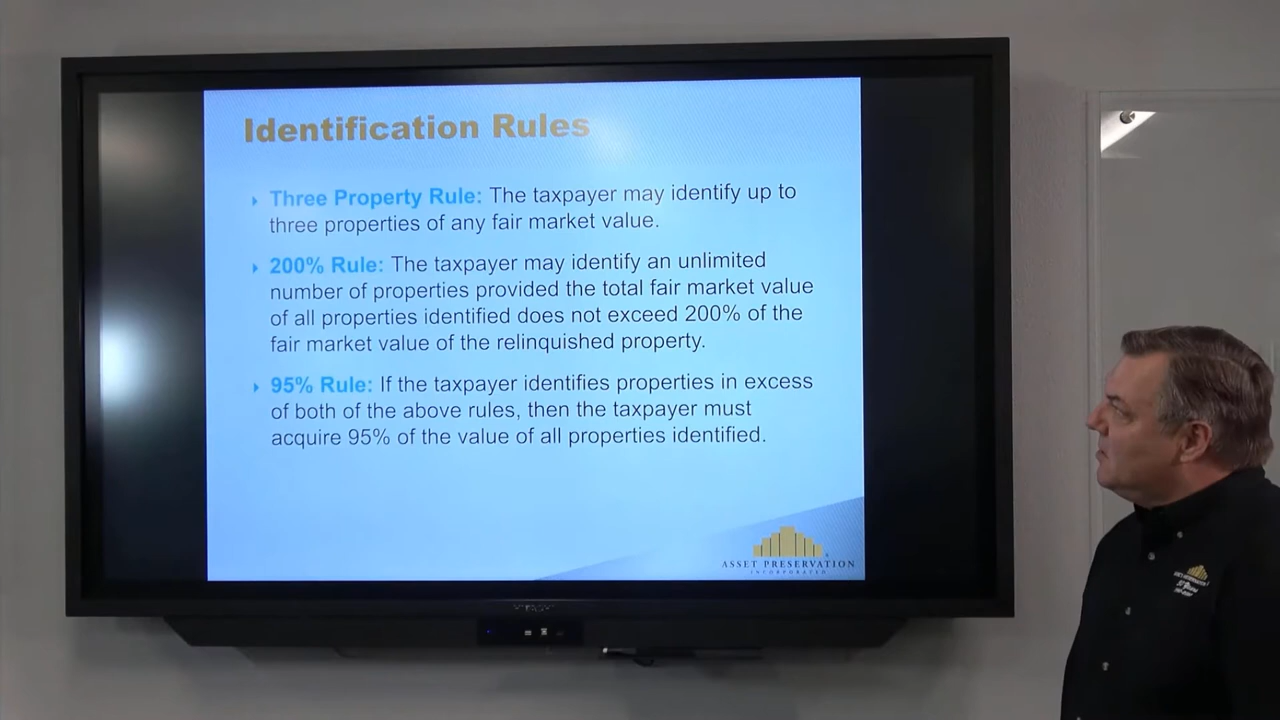 Identification Rules
Three Property Rule: The taxpayer may identify up to
three properties of any fair market value.
200% Rule: The taxpayer may identify an unlimited
number of properties provided the total fair market value
of all properties identified does not exceed 200% of the
fair market value of the relinquished property.
95% Rule: If the taxpayer identifies properties in excess
of both of the above rules, then the taxpayer must
acquire 95% of the value of all properties identified.
ASSET PRESERVATION
INCORPORATED